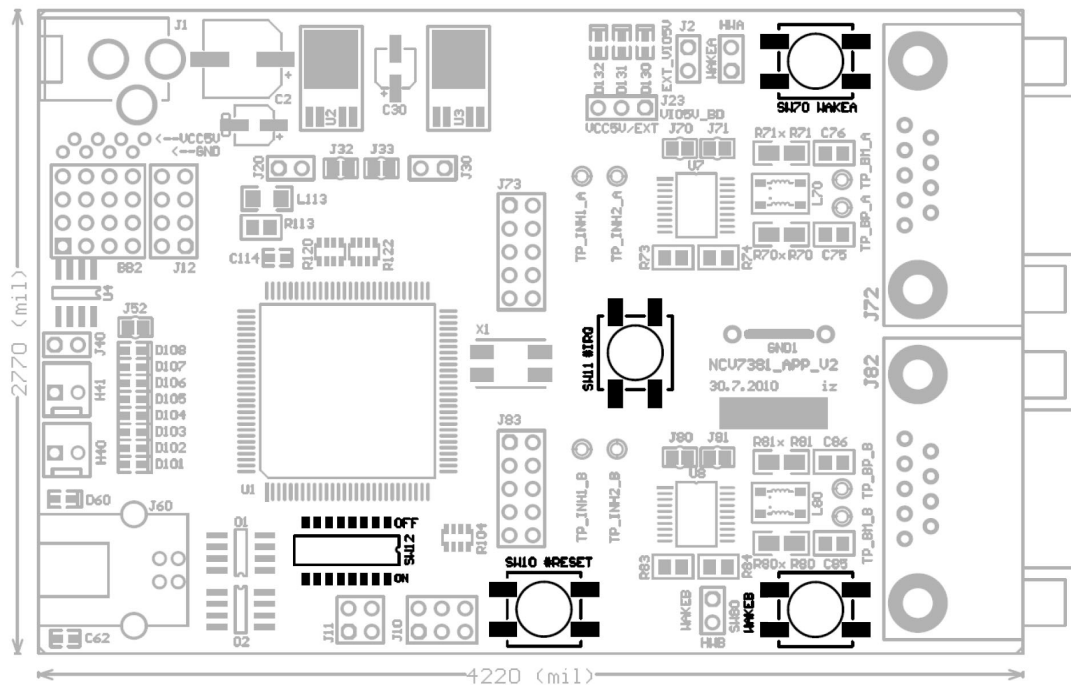 J1
C2
U2
C30
U3
D132
D131
D130
EXT_VIO5V
J2
WAKEA
HWA
SW70 WAKEA
J23
VIO5V_BD
VCC5V/EXT
<--VCC5V
<--GND
J20
J32
J33
J30
J70
J71
U7
R71x R71
C76
TP_BM_A
L113
R113
J73
TP_INH1_A
TP_INH2_A
L70
TP_BP_A
BB2
J12
C114
R120
R122
R73
R74
R70x R70
C75
U4
J52
J72
J40
D108
D107
D106
D105
D104
D103
D102
D101
H41
H40
X1
SW11 #IRQ
GND1
NCV7381_APP_V2
30.7.2010 iz
J82
2770 (mil)
J83
J80
J81
U8
R81x R81
C86
TP_BP_B
U1
TP_INH1_B
TP_INH2_B
L80
TP_BM_B
D60
J60
Q1
OFF
SW12
ON
R104
R83
R84
R80x R80
C85
SW10 #RESET
WAKEB
SW80
WAKEB
HWB
C62
Q2
J11
J10
4220 (mil)